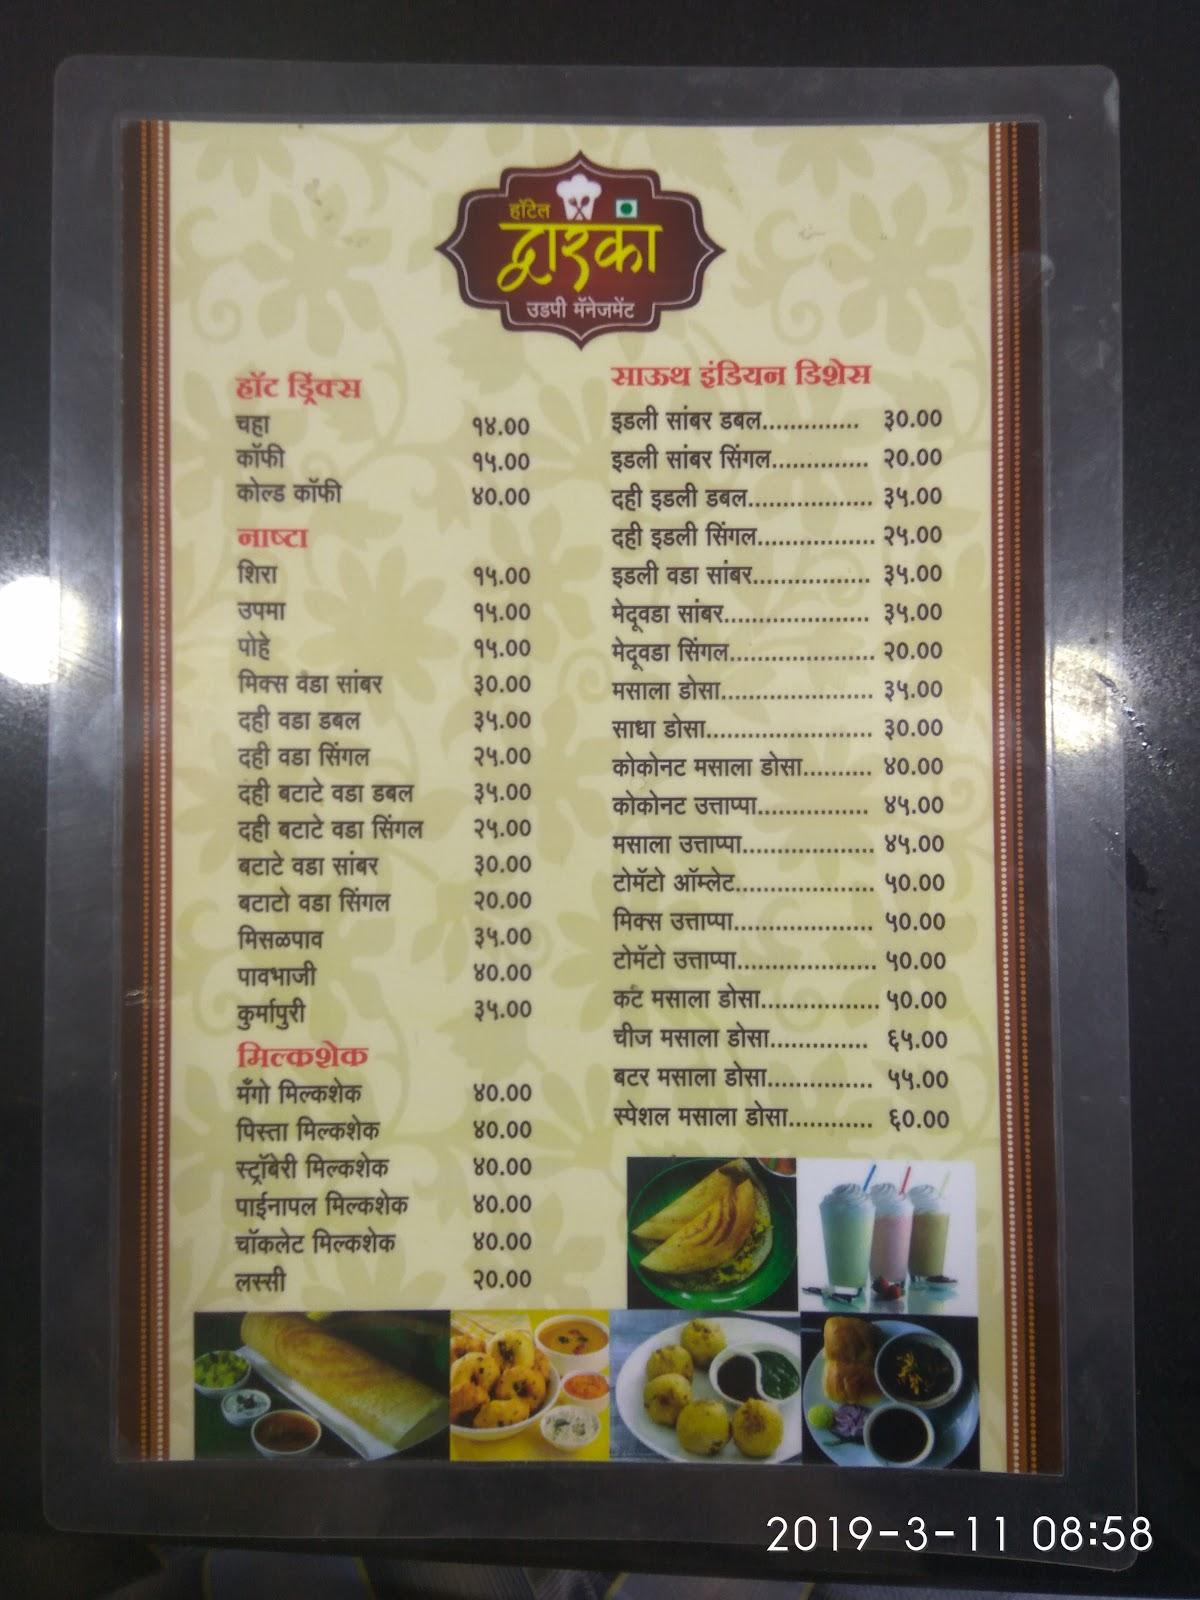 हॉटेल
द्वारका
उडपी मॅनेजमेंट
हॉट ड्रिंक्स
चहा १४.००
कॉफी १५.००
कोल्ड कॉफी ४०.००
नाष्टा
शिरा १५.००
उपमा १५.००
पोहे १५.००
मिक्स वडा सांबर ३०.००
दही वडा डबल ३५.००
दही वडा सिंगल २५.००
दही बटाटे वडा डबल ३५.००
दही बटाटे वडा सिंगल २५.००
बटाटे वडा सांबर ३०.००
बटाटो वडा सिंगल २०.००
मिसळपाव ३५.००
पावभाजी ४०.००
कुर्मापुरी ३५.००
मिल्कशेक
मँगो मिल्कशेक ४०.००
पिस्ता मिल्कशेक ४०.००
स्ट्रॉबेरी मिल्कशेक ४०.००
पाईनापल मिल्कशेक ४०.००
चॉकलेट मिल्कशेक ४०.००
लस्सी २०.००
साऊथ इंडियन डिशेस
इडली सांबर डबल.............. ३०.००
इडली सांबर सिंगल.............. २०.००
दही इडली डबल.................. ३५.००
दही इडली सिंगल................. २५.००
इडली वडा सांबर................. ३५.००
मेदूवडा सांबर..................... ३५.००
मेदूवडा सिंगल..................... २०.००
मसाला डोसा...................... ३५.००
साधा डोसा........................ ३०.००
कोकोनट मसाला डोसा.......... ४०.००
कोकोनट उत्ताप्पा................ ४५.००
मसाला उत्ताप्पा................... ४५.००
टोमॅटो ऑम्लेट.................... ५०.००
मिक्स उत्ताप्पा.................... ५०.००
टोमॅटो उत्ताप्पा.................... ५०.००
कट मसाला डोसा................. ५०.००
चीज मसाला डोसा.............. ६५.००
बटर मसाला डोसा............... ५५.००
स्पेशल मसाला डोसा............ ६०.००
2019-3-11 08:58